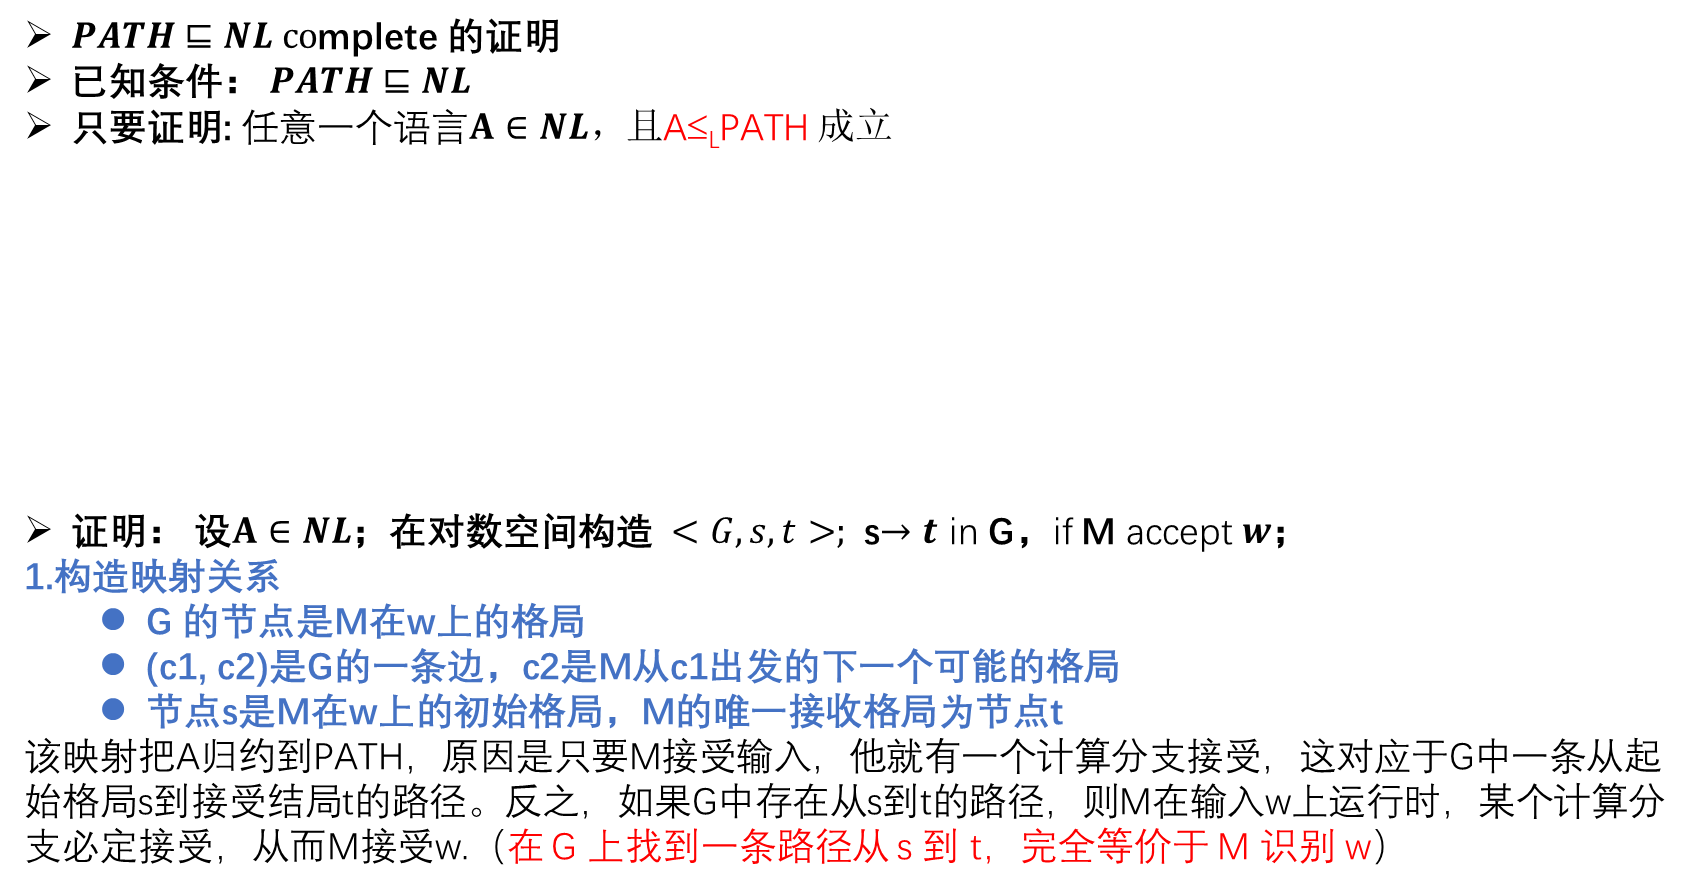 ➢ PATH ⊑ NL complete 的证明
➢ 已知条件： PATH ⊑ NL
➢ 只要证明: 任意一个语言A ∈ NL，且A≤LPATH 成立
➢ 证明： 设A ∈ NL；在对数空间构造 < G, s, t >; s→ t in G，if M accept w；
1.构造映射关系
● G 的节点是M在w上的格局
● (c1, c2)是G的一条边，c2是M从c1出发的下一个可能的格局
● 节点s是M在w上的初始格局，M的唯一接收格局为节点t
该映射把A归约到PATH，原因是只要M接受输入，他就有一个计算分支接受，这对应于G中一条从起
始格局s到接受结局t的路径。反之，如果G中存在从s到t的路径，则M在输入w上运行时，某个计算分
支必定接受，从而M接受w.（在 G 上找到一条路径从 s 到 t，完全等价于 M 识别 w）